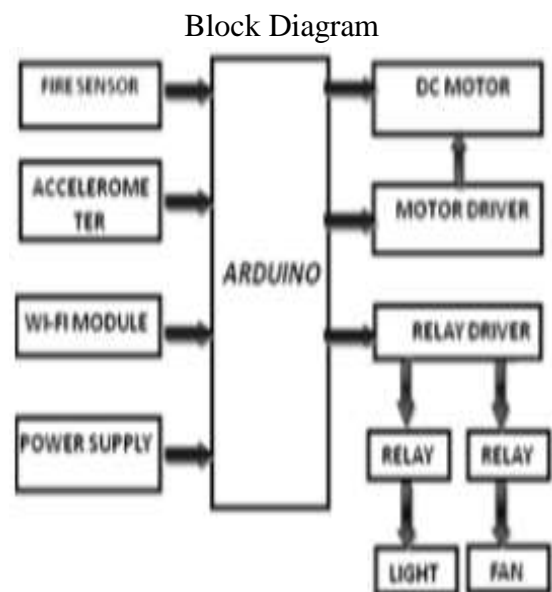 Block Diagram
FIRE SENSOR
ACCELEROME
TER
WI-FI MODULE
POWER SUPPLY
ARDUINO
DC MOTOR
MOTOR DRIVER
RELAY DRIVER
RELAY
RELAY
LIGHT
FAN